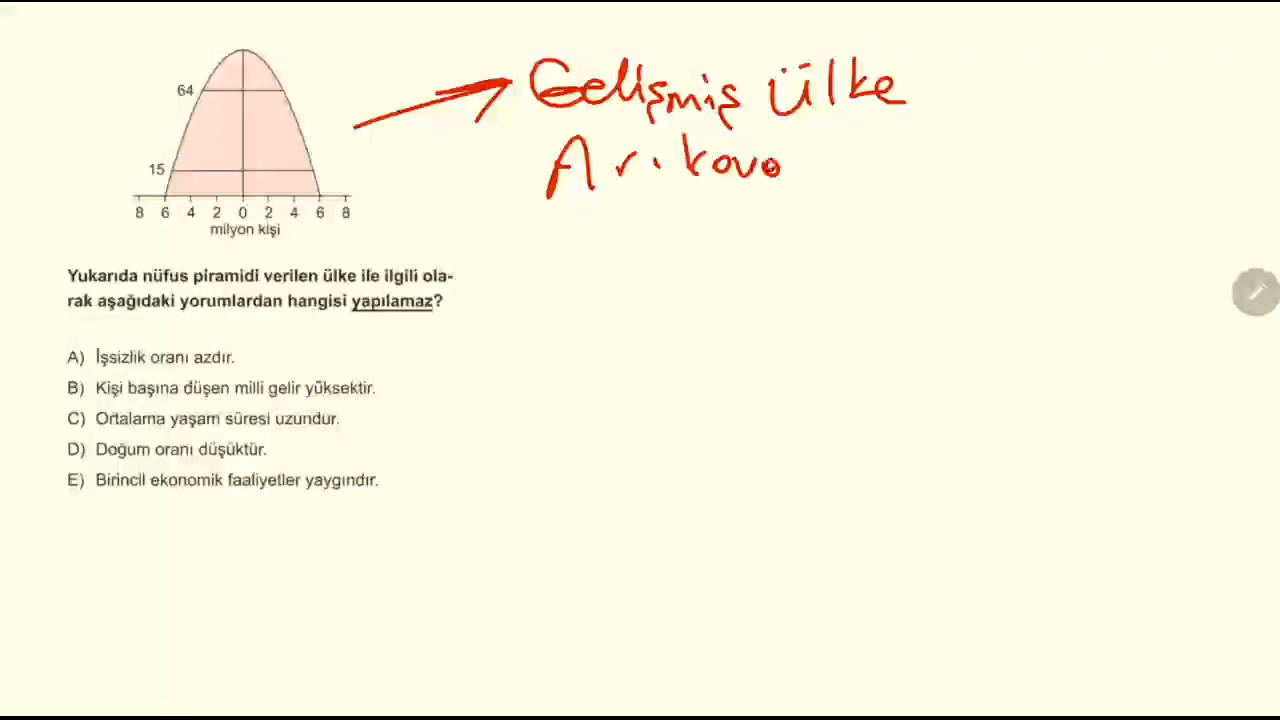 Gelişmiş Ülke
Arı kovo
64
15
8 6 4 2 0 2 4 6 8
milyon kişi
Yukarıda nüfus piramidi verilen ülke ile ilgili ola-
rak aşağıdaki yorumlardan hangisi yapılamaz?
A) İşsizlik oranı azdır.
B) Kişi başına düşen milli gelir yüksektir.
C) Ortalama yaşam süresi uzundur.
D) Doğum oranı düşüktür.
E) Birincil ekonomik faaliyetler yaygındır.